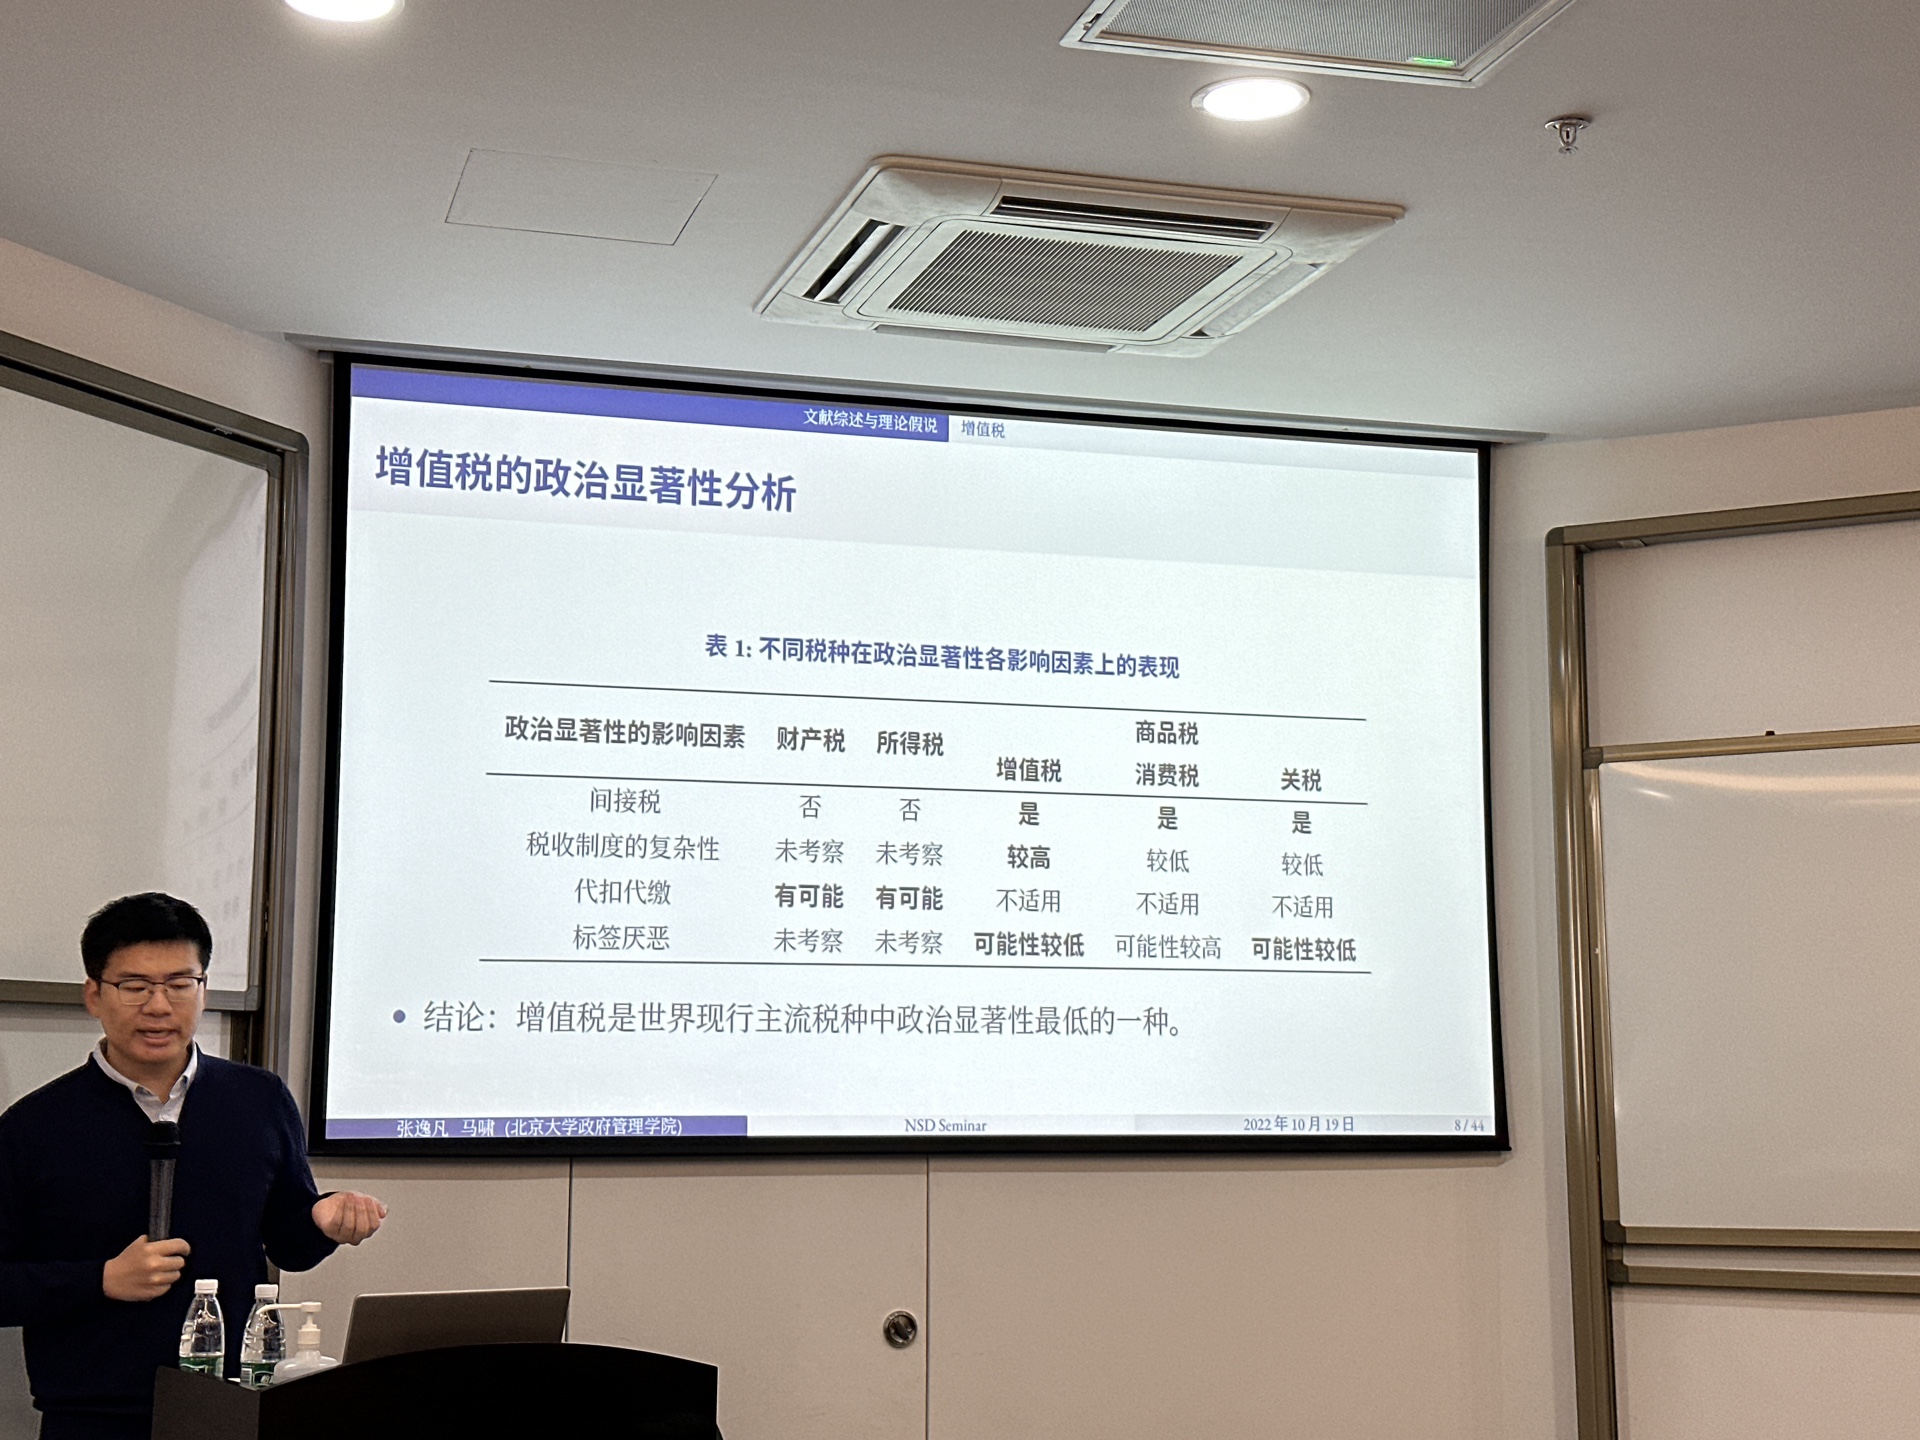 文献综述与理论假说 增值税
增值税的政治显著性分析
表 1: 不同税种在政治显著性各影响因素上的表现
政治显著性的影响因素 财产税 所得税 商品税
增值税 消费税 关税
间接税 否 否 是 是 是
税收制度的复杂性 未考察 未考察 较高 较低 较低
代扣代缴 有可能 有可能 不适用 不适用 不适用
标签厌恶 未考察 未考察 可能性较低 可能性较高 可能性较低
• 结论：增值税是世界现行主流税种中政治显著性最低的一种。
张逸凡 马啸 (北京大学政府管理学院) NSD Seminar 2022 年 10 月 19 日 8 / 44